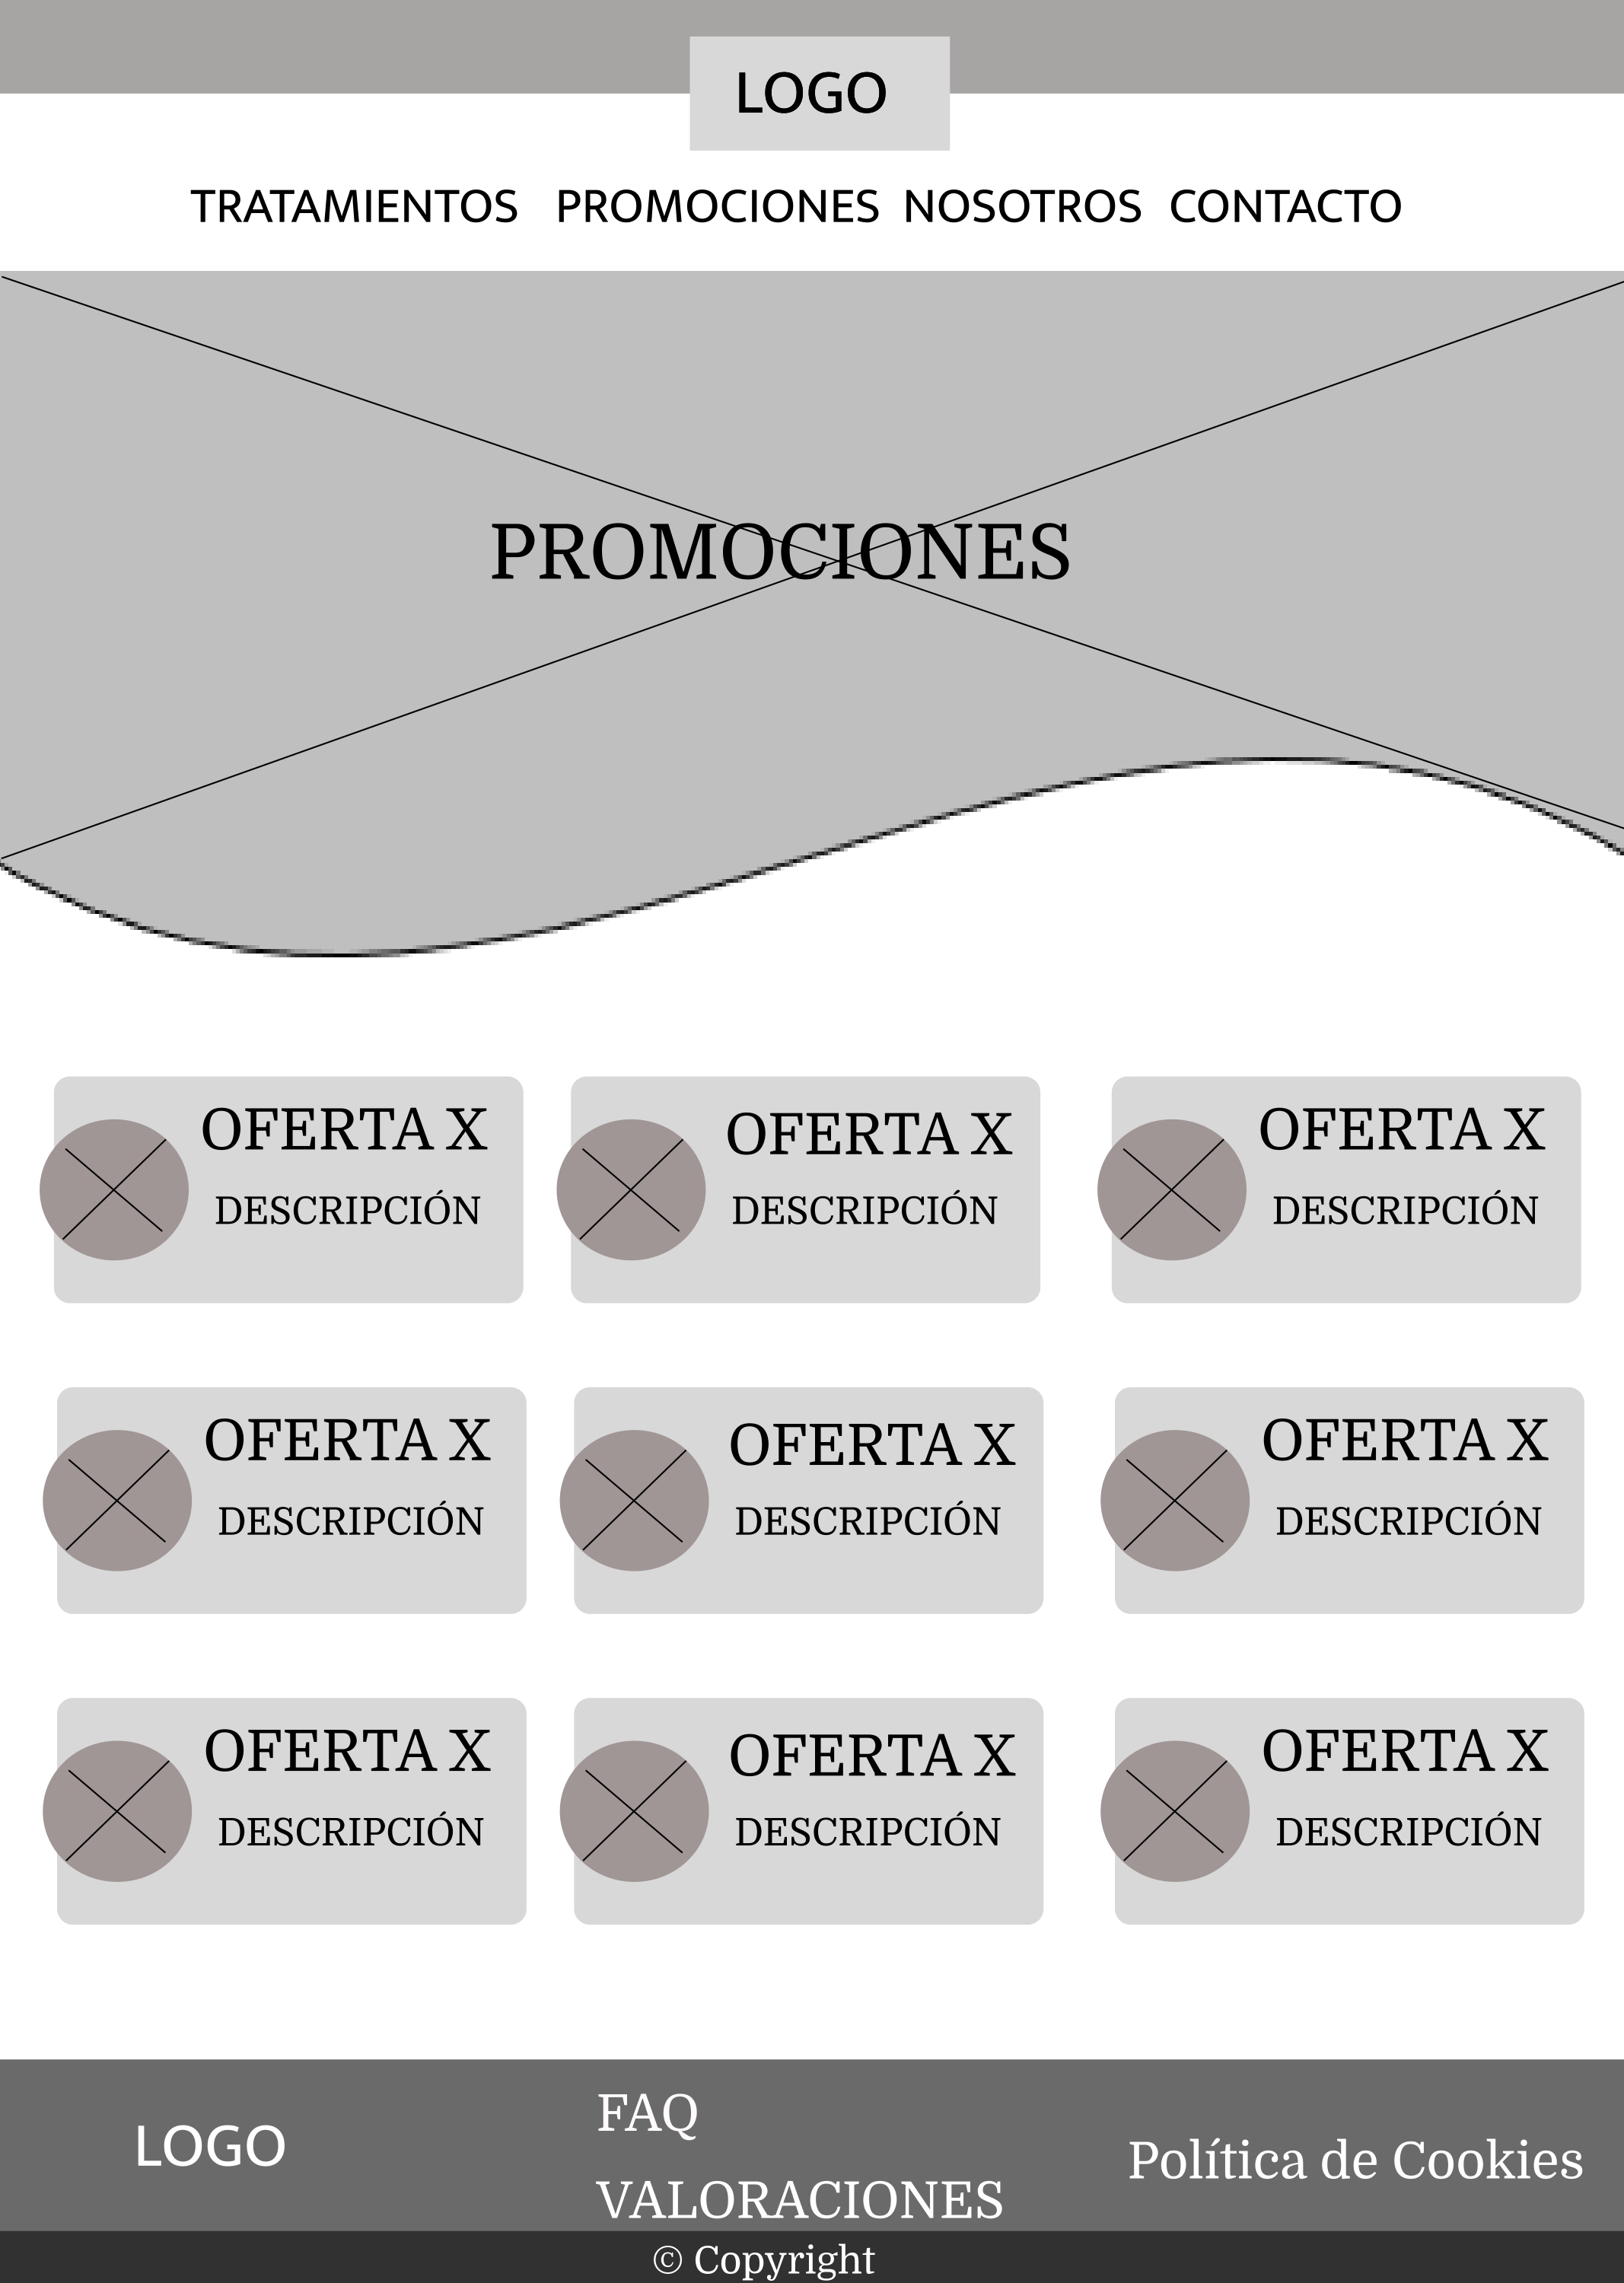 LOGO
TRATAMIENTOS PROMOCIONES NOSOTROS CONTACTO
PROMOCIONES
OFERTA X OFERTA X OFERTA X
DESCRIPCIÓN DESCRIPCIÓN DESCRIPCIÓN
OFERTA X OFERTA X OFERTA X
DESCRIPCIÓN DESCRIPCIÓN DESCRIPCIÓN
OFERTA X OFERTA X OFERTA X
DESCRIPCIÓN DESCRIPCIÓN DESCRIPCIÓN
LOGO
FAQ
VALORACIONES
Política de Cookies
© Copyright